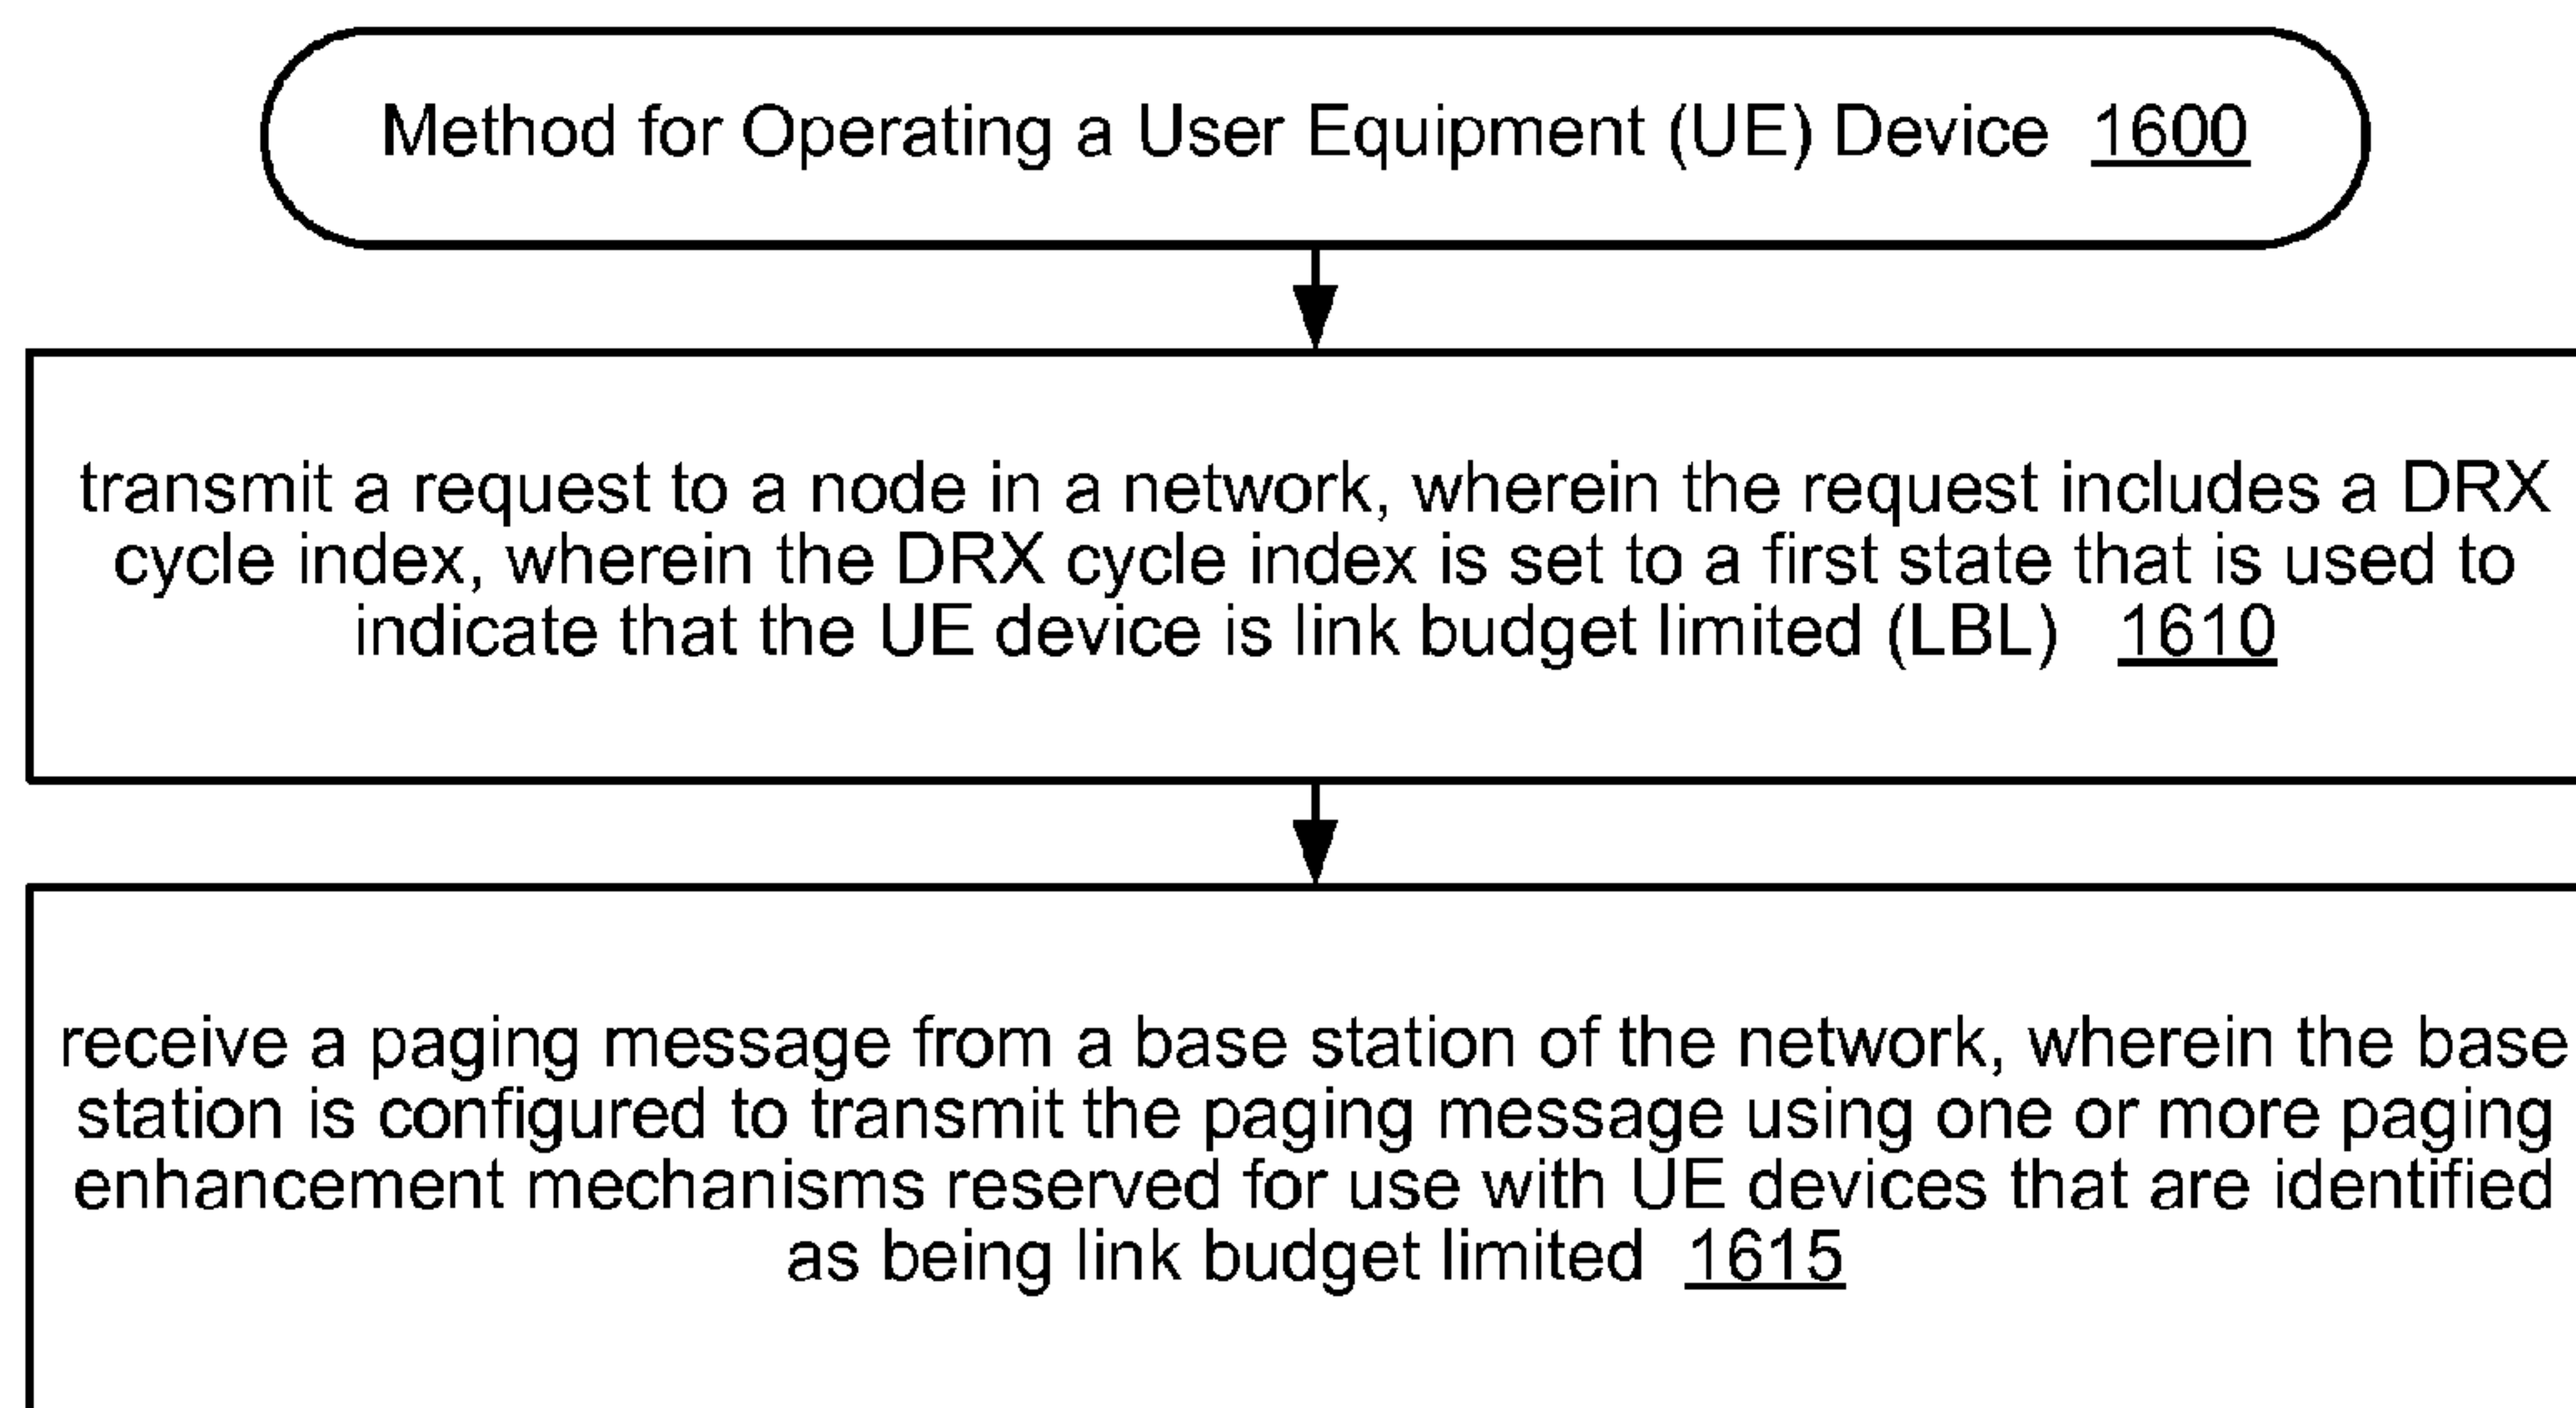 Method for Operating a User Equipment (UE) Device 1600
transmit a request to a node in a network, wherein the request includes a DRX
cycle index, wherein the DRX cycle index is set to a first state that is used to
indicate that the UE device is link budget limited (LBL) 1610
receive a paging message from a base station of the network, wherein the base
station is configured to transmit the paging message using one or more paging
enhancement mechanisms reserved for use with UE devices that are identified
as being link budget limited 1615